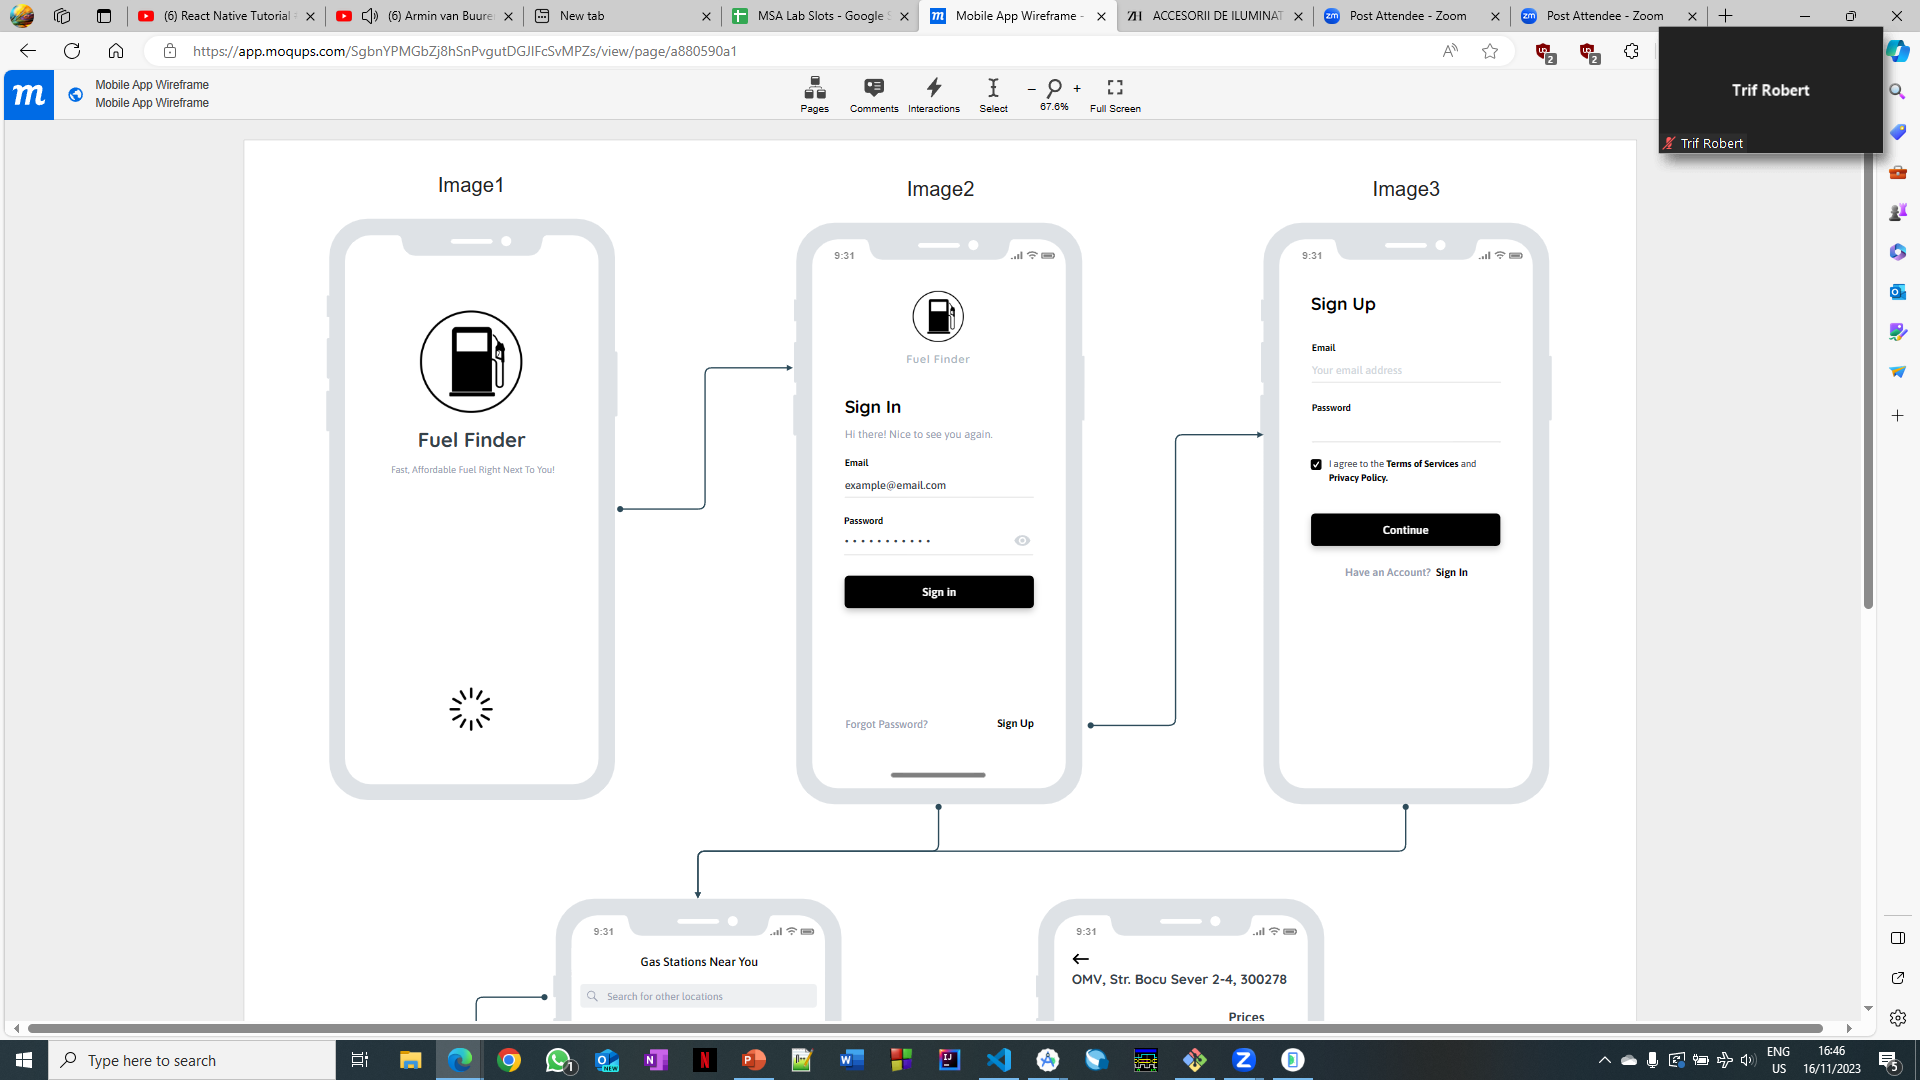 (6) React Native Tutorial
(6) Armin van Buure
New tab
MSA Lab Slots - Google S
Mobile App Wireframe -
ACCESORII DE ILUMINAT
Post Attendee - Zoom
Post Attendee - Zoom
https://app.moqups.com/SgbnYPMGbZj8hSnPvgutDGJIFcSvMPZs/view/page/a880590a1
2
2
m
Mobile App Wireframe
Mobile App Wireframe
Pages
Comments
Interactions
Select
67.6%
Full Screen
Trif Robert
Trif Robert
Image1
Image2
Image3
Fuel Finder
Fast, Affordable Fuel Right Next To You!
9:31
Fuel Finder
Sign In
Hi there! Nice to see you again.
Email
example@email.com
Password
Sign in
Forgot Password?
Sign Up
9:31
Sign Up
Email
Your email address
Password
I agree to the Terms of Services and
Privacy Policy.
Continue
Have an Account? Sign In
9:31
Gas Stations Near You
Search for other locations
9:31
OMV, Str. Bocu Sever 2-4, 300278
Prices
Type here to search
1
ENG
US
16:46
16/11/2023
5